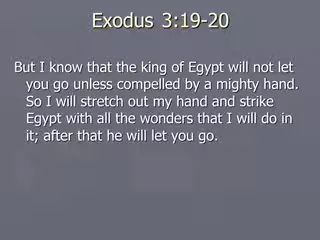 Exodus 3:19-20
But I know that the king of Egypt will not let
you go unless compelled by a mighty hand.
So I will stretch out my hand and strike
Egypt with all the wonders that I will do in
it; after that he will let you go.